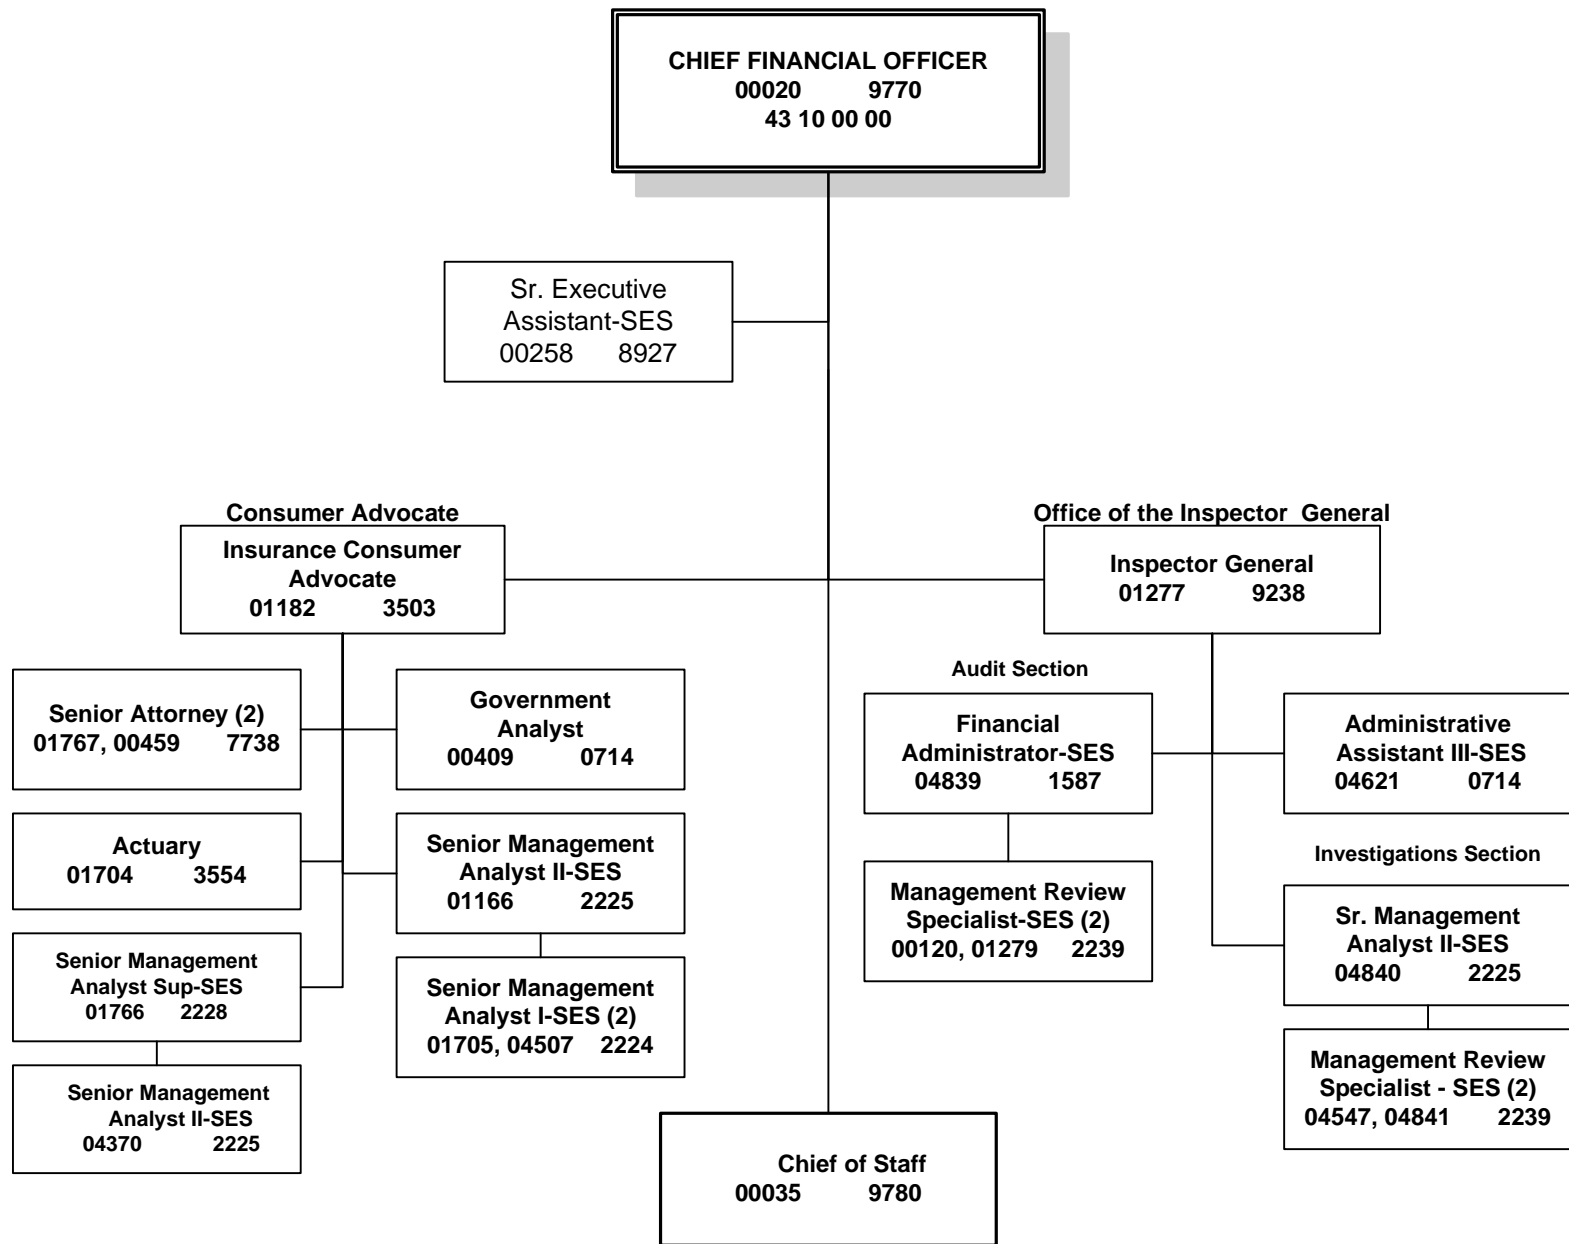 CHIEF FINANCIAL OFFICER
00020 9770
43 10 00 00
Sr. Executive
Assistant-SES
00258 8927
Consumer Advocate
Insurance Consumer
Advocate
01182 3503
Office of the Inspector General
Inspector General
01277 9238
Senior Attorney (2)
01767, 00459 7738
Government
Analyst
00409 0714
Actuary
01704 3554
Senior Management
Analyst II-SES
01166 2225
Senior Management
Analyst Sup-SES
01766 2228
Senior Management
Analyst I-SES (2)
01705, 04507 2224
Senior Management
Analyst II-SES
04370 2225
Audit Section
Financial
Administrator-SES
04839 1587
Administrative
Assistant III-SES
04621 0714
Management Review
Specialist-SES (2)
00120, 01279 2239
Investigations Section
Sr. Management
Analyst II-SES
04840 2225
Management Review
Specialist - SES (2)
04547, 04841 2239
Chief of Staff
00035 9780